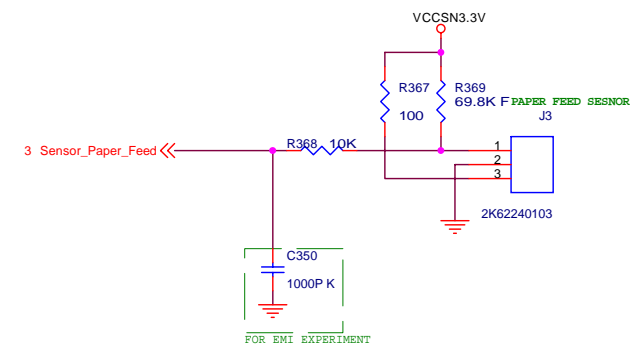 VCCSN3.3V
R367
100
R369
69.8K F
PAPER FEED SESNOR
J3
3 Sensor_Paper_Feed
R368 10K
1
2
3
2K62240103
C350
1000P K
FOR EMI EXPERIMENT